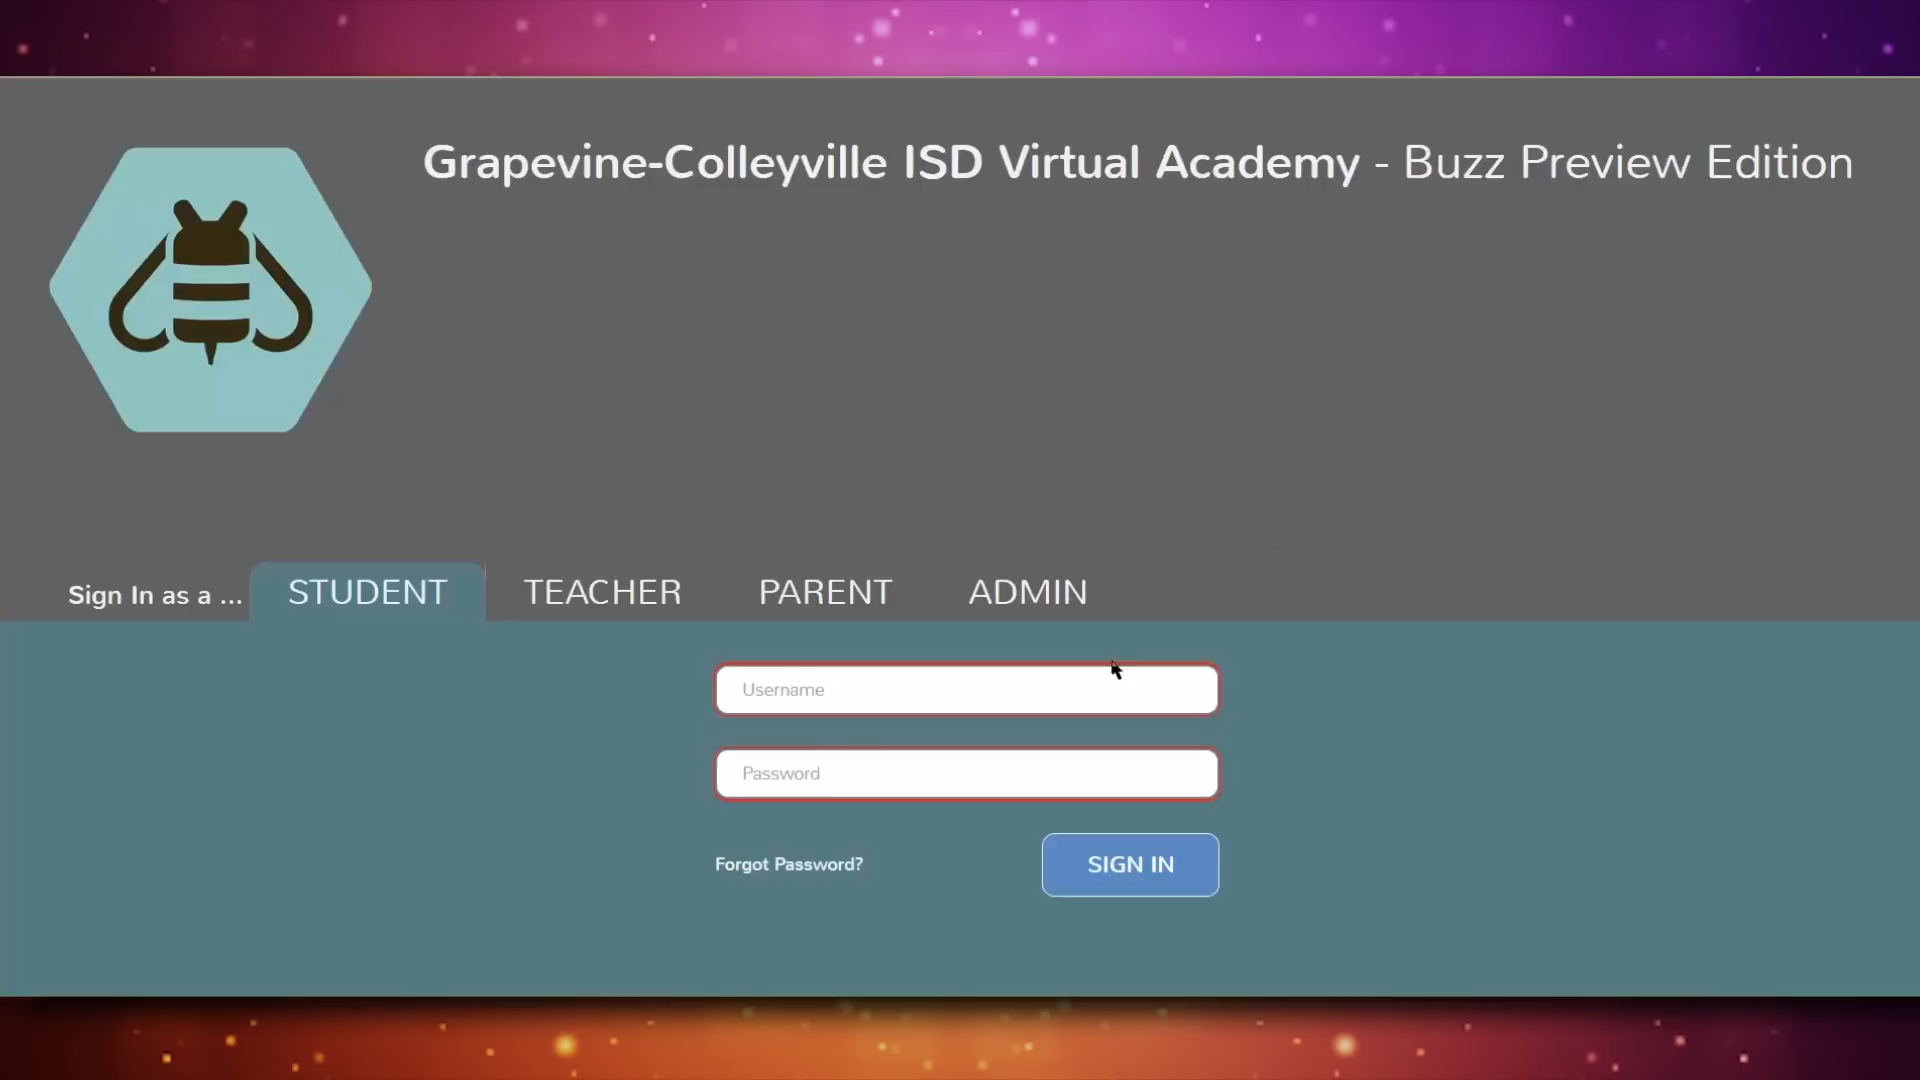 Grapevine-Colleyville ISD Virtual Academy - Buzz Preview Edition
Sign In as a ... STUDENT TEACHER PARENT ADMIN
Username
Password
Forgot Password? SIGN IN